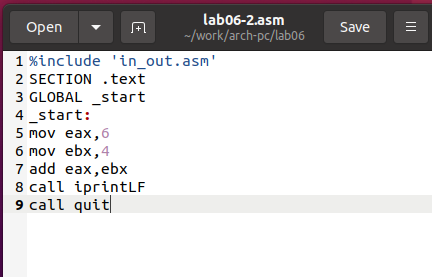 Open
lab06-2.asm
~/work/arch-pc/lab06
Save
1 %include 'in_out.asm'
2 SECTION .text
3 GLOBAL _start
4 _start:
5 mov eax,6
6 mov ebx,4
7 add eax,ebx
8 call iprintLF
9 call quit